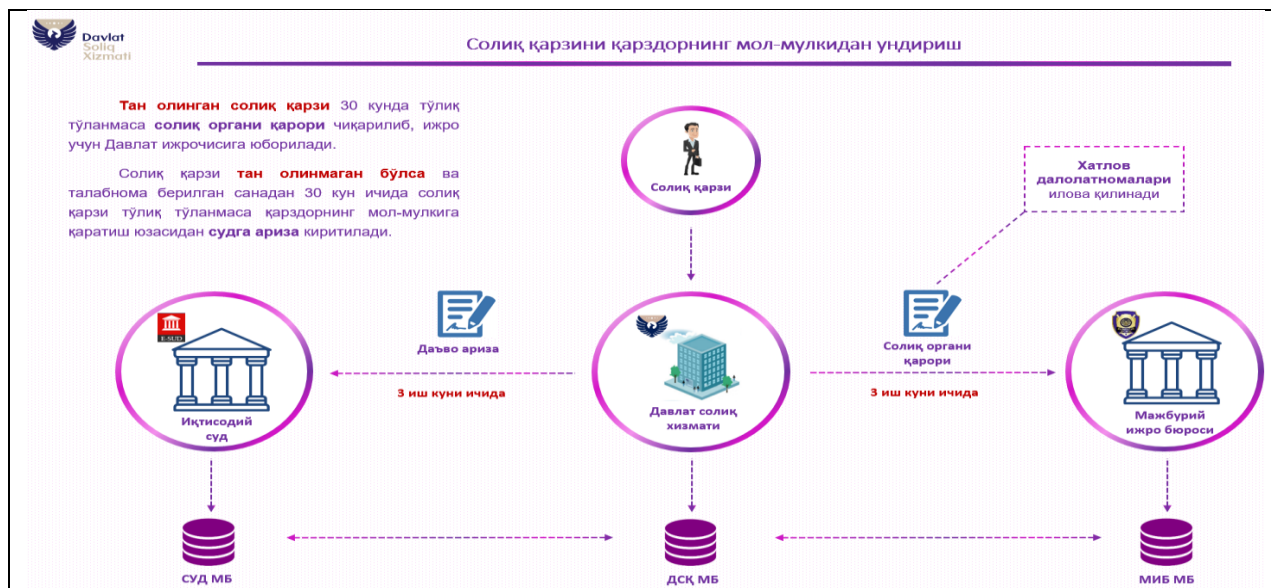 Davlat
Soliq
Xizmati
Солиқ қарзини қарздорнинг мол-мулкидан ундириш
Тан олинган солиқ қарзи 30 кунда тўлиқ
тўланмаса солиқ органи қарори чиқарилиб, ижро
учун Давлат ижрочисига юборилади.
Солиқ қарзи тан олинмаган бўлса ва
талабнома берилган санадан 30 кун ичида солиқ
қарзи тўлиқ тўланмаса қарздорнинг мол-мулкига
қаратиш юзасидан судга ариза киритилади.
Солиқ қарзи
Хатлов
далолатномалари
илова қилинади
E-SUD
Иқтисодий
суд
Даъво ариза
3 иш куни ичида
Давлат солиқ
хизмати
Солиқ органи
қарори
3 иш куни ичида
Мажбурий
ижро бюроси
СУД МБ
ДСҚ МБ
МИБ МБ